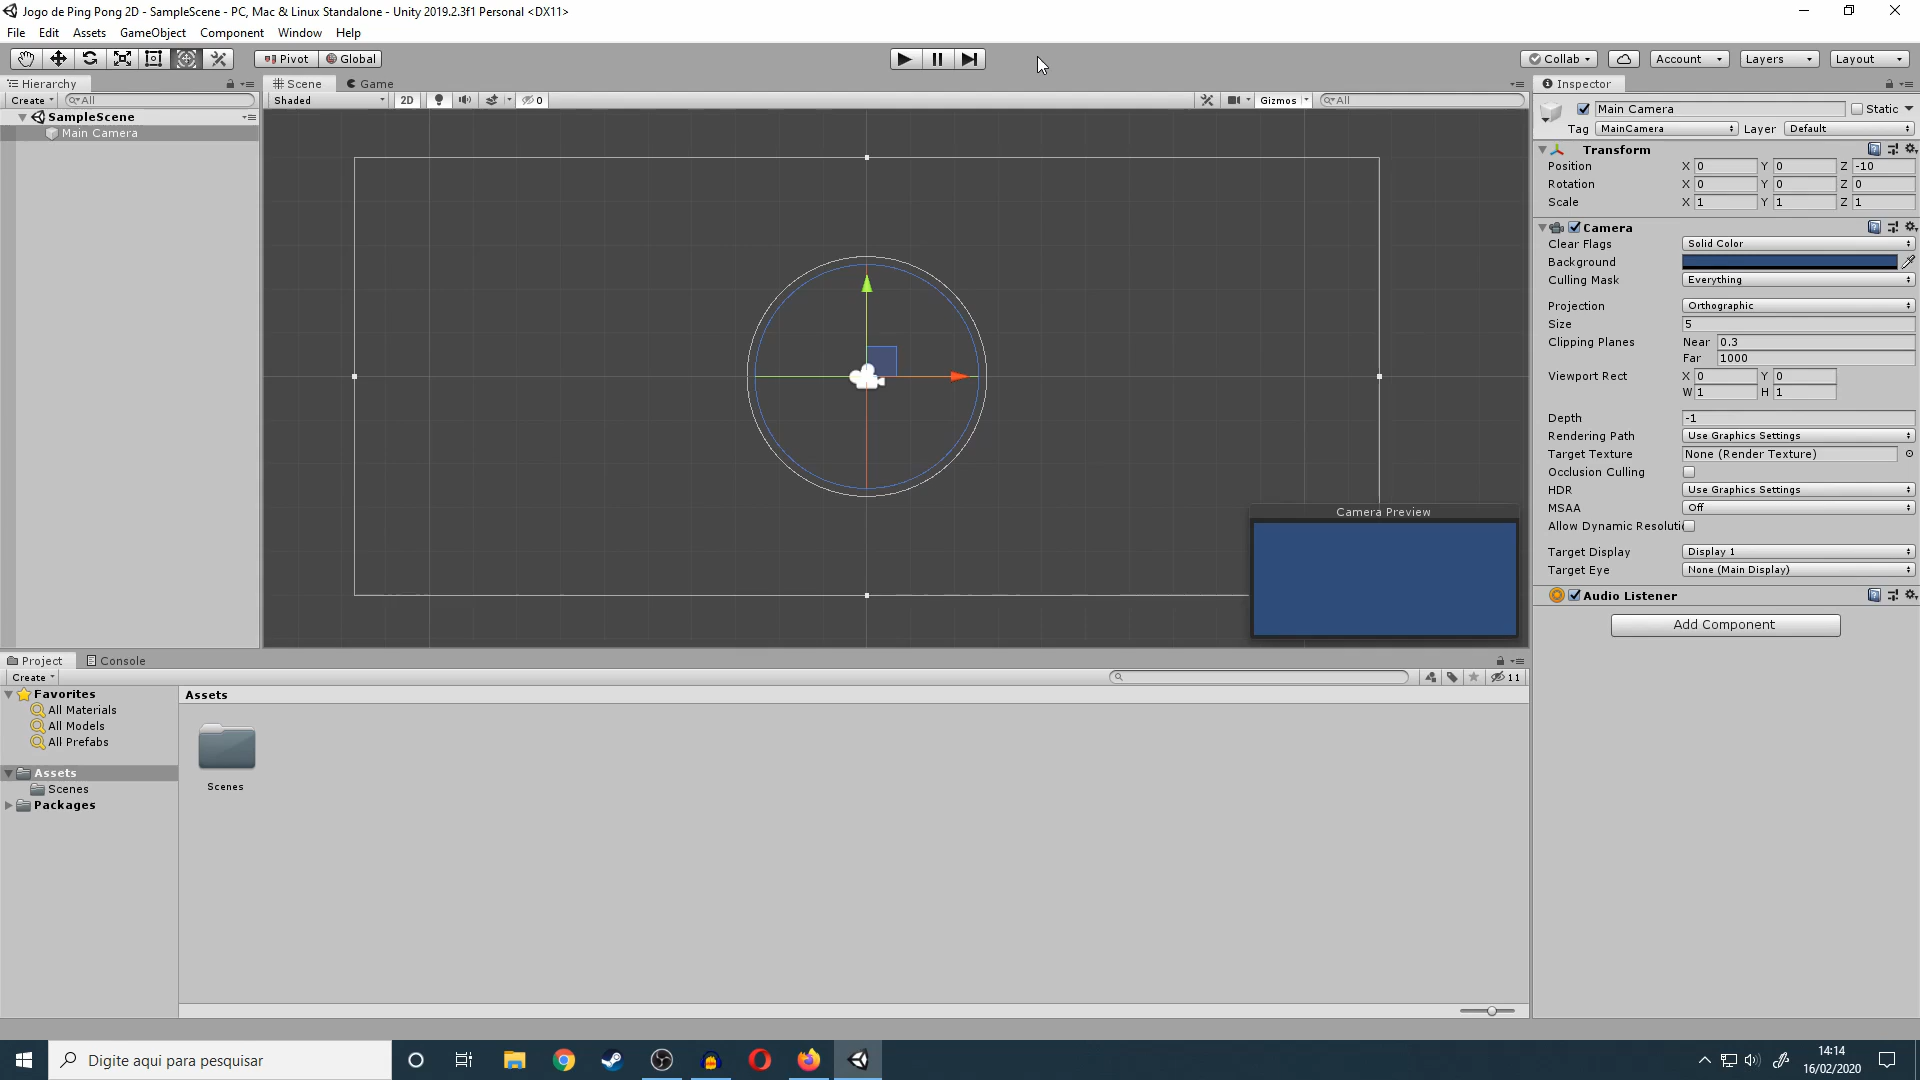 Jogo de Ping Pong 2D - SampleScene - PC, Mac & Linux Standalone - Unity 2019.2.3f1 Personal <DX11>
File Edit Assets GameObject Component Window Help
Pivot Global Collab Account Layers Layout
Hierarchy Scene Game Inspector
Create All Shaded 2D 0 Gizmos All
SampleScene
Main Camera
Main Camera Static
Tag MainCamera Layer Default
Transform
Position X 0 Y 0 Z -10
Rotation X 0 Y 0 Z 0
Scale X 1 Y 1 Z 1
Camera
Clear Flags Solid Color
Background
Culling Mask Everything
Projection Orthographic
Size 5
Clipping Planes Near 0.3
Far 1000
Viewport Rect X 0 Y 0
W 1 H 1
Depth -1
Rendering Path Use Graphics Settings
Target Texture None (Render Texture)
Occlusion Culling
HDR Use Graphics Settings
MSAA Off
Allow Dynamic Resoluti
Target Display Display 1
Target Eye None (Main Display)
Audio Listener
Add Component
Camera Preview
Project Console
Create 11
Favorites
All Materials
All Models
All Prefabs
Assets
Scenes
Packages
Assets
Scenes
Digite aqui para pesquisar
14:14
16/02/2020